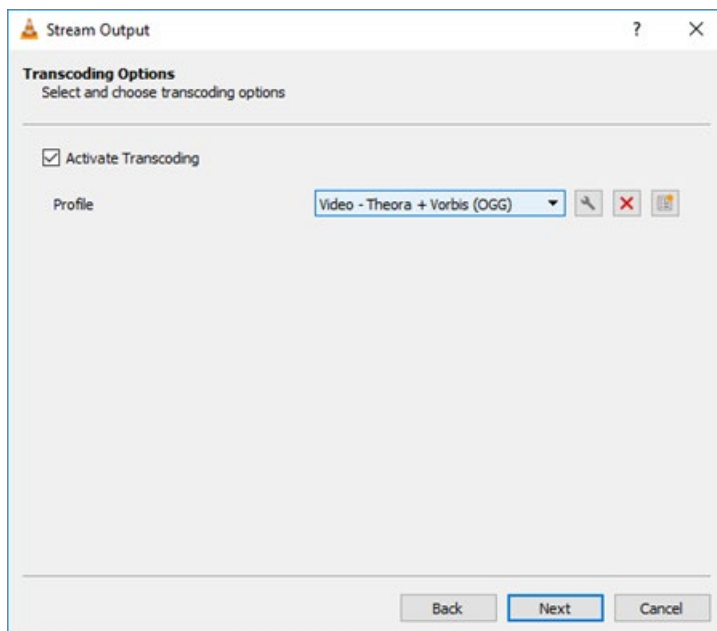 Stream Output ?
Transcoding Options
Select and choose transcoding options
Activate Transcoding
Profile Video - Theora + Vorbis (OGG)
Back Next Cancel